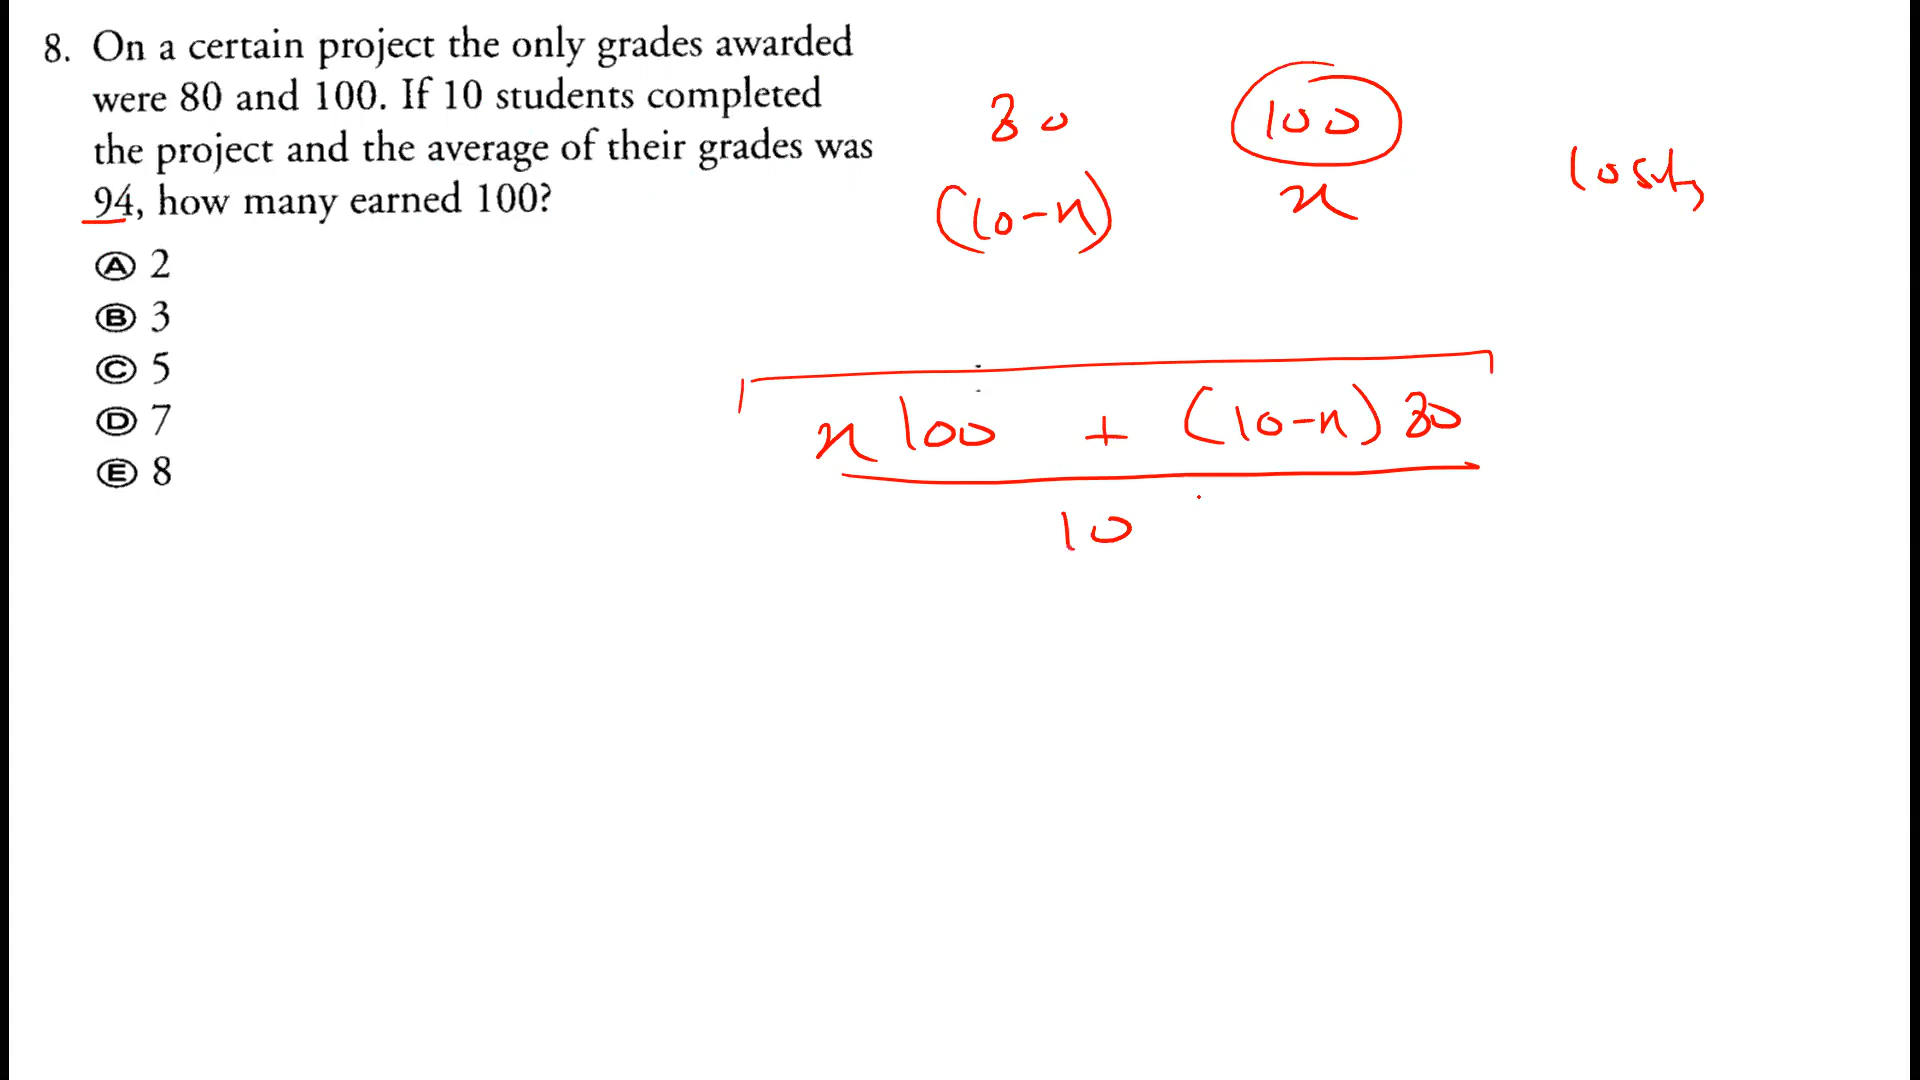 8. On a certain project the only grades awarded
were 80 and 100. If 10 students completed
the project and the average of their grades was
94, how many earned 100?
A 2
B 3
C 5
D 7
E 8
80 100
(10-x) x
x100 + (10-x)80
10